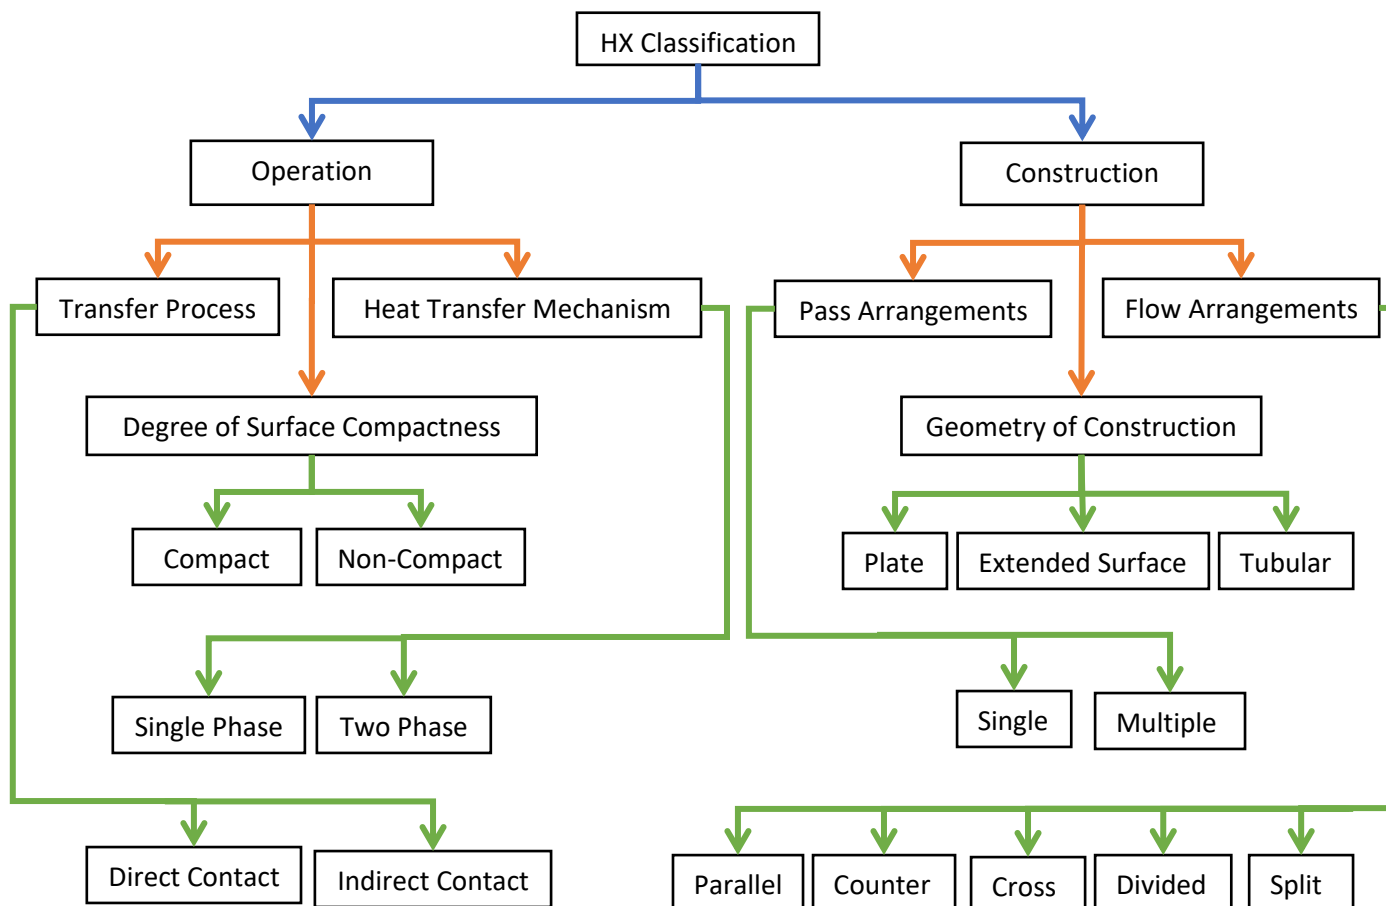 HX Classification
Operation
Construction
Transfer Process
Heat Transfer Mechanism
Pass Arrangements
Flow Arrangements
Degree of Surface Compactness
Geometry of Construction
Compact
Non-Compact
Plate
Extended Surface
Tubular
Single Phase
Two Phase
Single
Multiple
Direct Contact
Indirect Contact
Parallel
Counter
Cross
Divided
Split